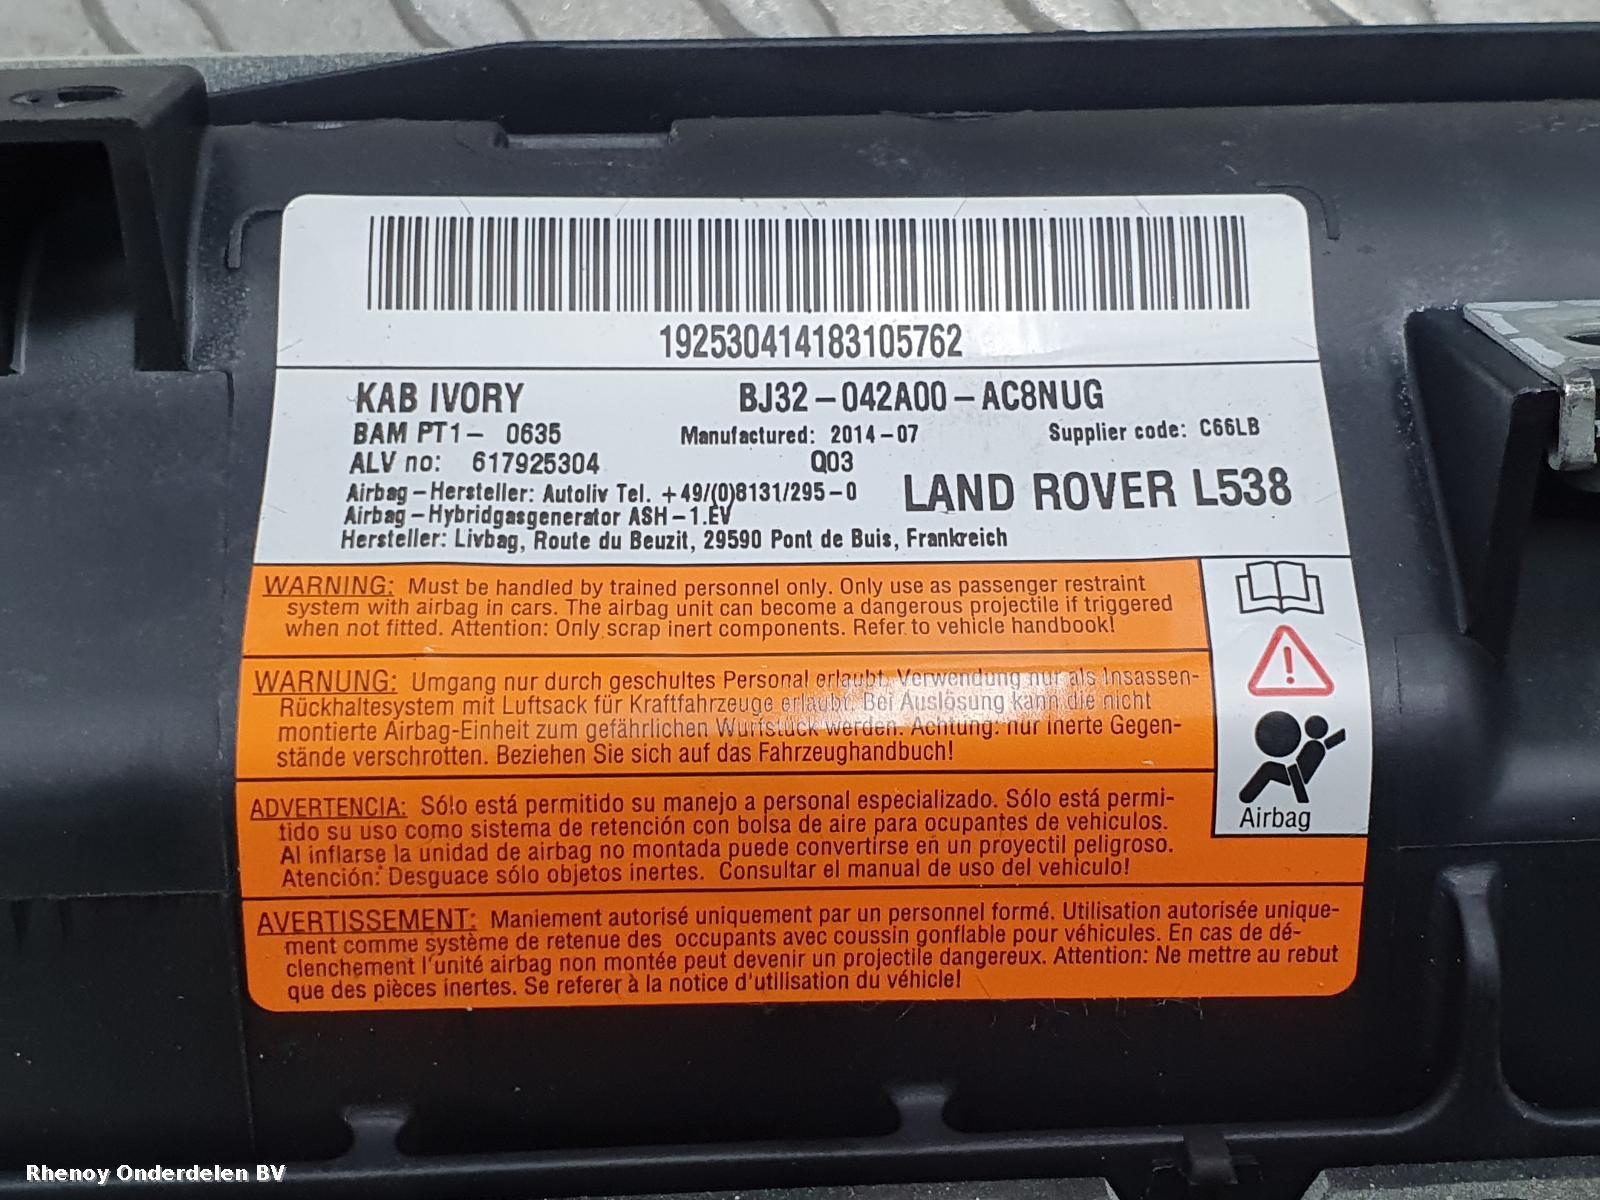 192530414183105762
KAB IVORY BJ32-042A00-AC8NUG
BAM PT1- 0635 Manufactured: 2014-07 Supplier code: C66LB
ALV no: 617925304 Q03
Airbag-Hersteller: Autoliv Tel. +49/(0)8131/295-0 LAND ROVER L538
Airbag-Hybridgasgenerator ASH-1.EV
Hersteller: Livbag, Route du Beuzit, 29590 Pont de Buis, Frankreich
WARNING: Must be handled by trained personnel only. Only use as passenger restraint
system with airbag in cars. The airbag unit can become a dangerous projectile if triggered
when not fitted. Attention: Only scrap inert components. Refer to vehicle handbook!
WARNUNG: Umgang nur durch geschultes Personal erlaubt. Verwendung nur als Insassen-
Rückhaltesystem mit Luftsack für Kraftfahrzeuge erlaubt. Bei Auslösung kann die nicht
montierte Airbag-Einheit zum gefährlichen Wurfstück werden. Achtung: nur inerte Gegen-
stände verschrotten. Beziehen Sie sich auf das Fahrzeughandbuch!
ADVERTENCIA: Sólo está permitido su manejo a personal especializado. Sólo está permi-
tido su uso como sistema de retención con bolsa de aire para ocupantes de vehiculos.
Al inflarse la unidad de airbag no montada puede convertirse en un proyectil peligroso.
Atención: Desguace sólo objetos inertes. Consultar el manual de uso del vehiculo!
AVERTISSEMENT: Maniement autorisé uniquement par un personnel formé. Utilisation autorisée unique-
ment comme système de retenue des occupants avec coussin gonflable pour véhicules. En cas de dé-
clenchement l'unité airbag non montée peut devenir un projectile dangereux. Attention: Ne mettre au rebut
que des pièces inertes. Se referer à la notice d'utilisation du véhicle!
Airbag
Rhenoy Onderdelen BV